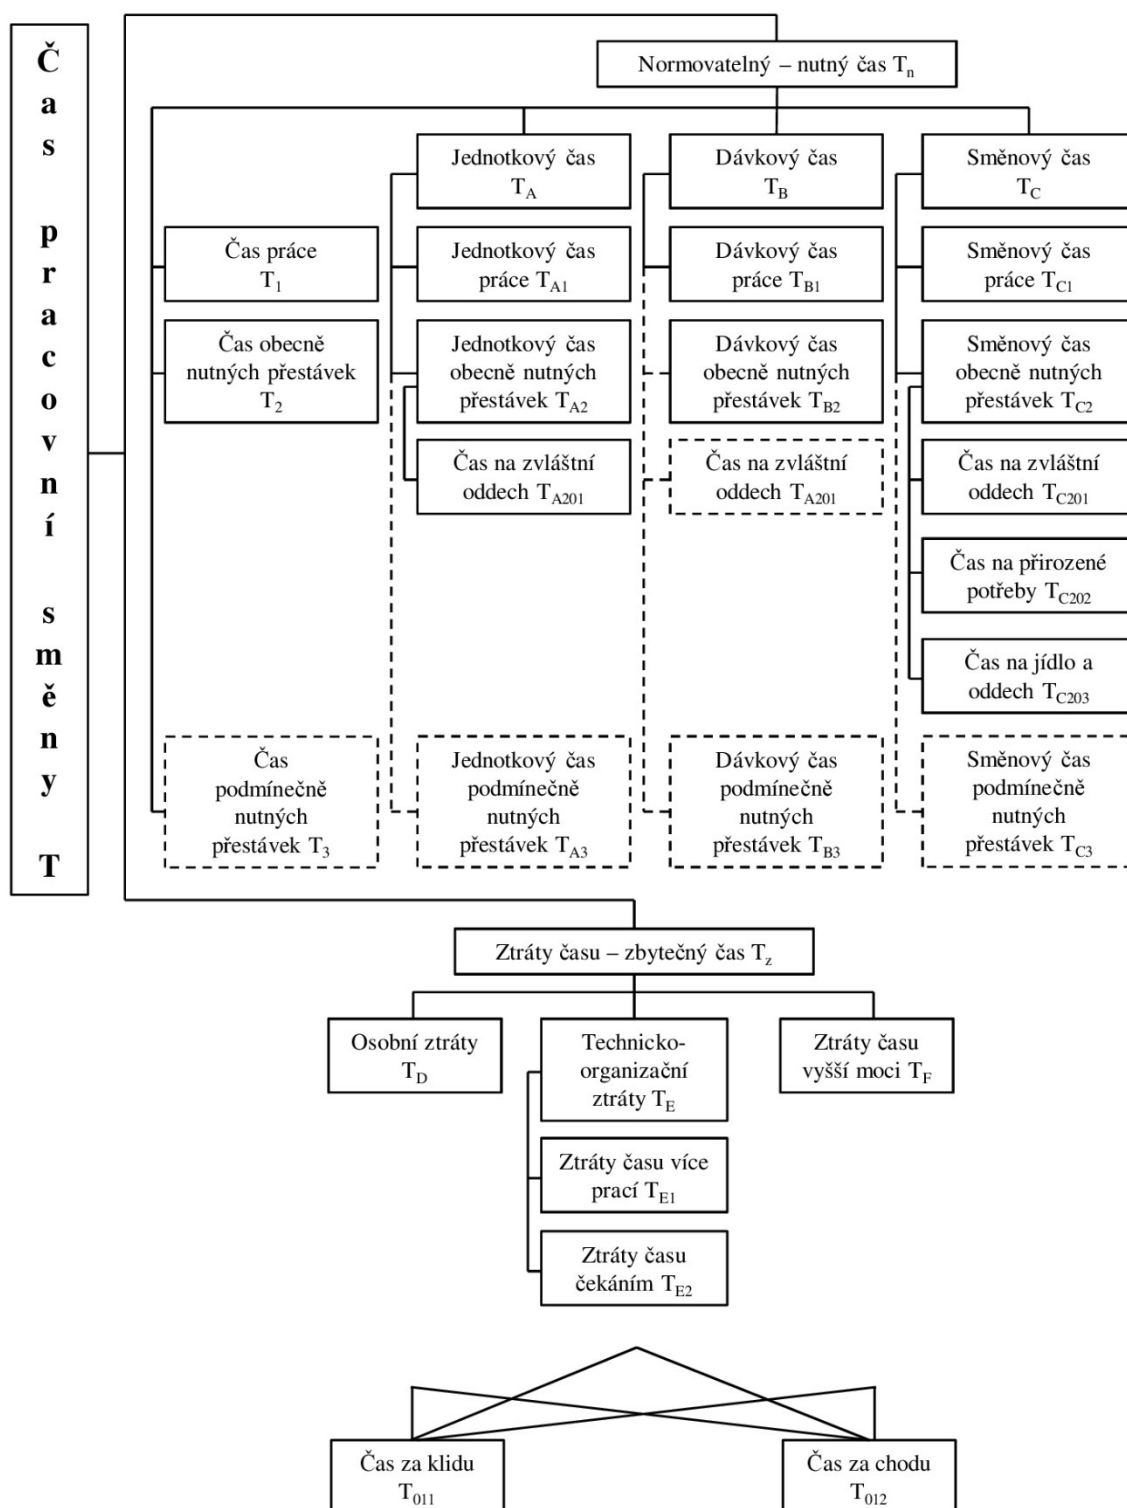 Čas pracovní směny T
Normovatelný – nutný čas Tn
Jednotkový čas
TA
Dávkový čas
TB
Směnový čas
TC
Čas práce
T1
Jednotkový čas
práce TA1
Dávkový čas
práce TB1
Směnový čas
práce TC1
Čas obecně
nutných přestávek
T2
Jednotkový čas
obecně nutných
přestávek TA2
Dávkový čas
obecně nutných
přestávek TB2
Směnový čas
obecně nutných
přestávek TC2
Čas na zvláštní
oddech TA201
Čas na zvláštní
oddech TA201
Čas na zvláštní
oddech TC201
Čas na přirozené
potřeby TC202
Čas na jídlo a
oddech TC203
Čas
podmínečně
nutných
přestávek T3
Jednotkový čas
podmínečně
nutných
přestávek TA3
Dávkový čas
podmínečně
nutných
přestávek TB3
Směnový čas
podmínečně
nutných
přestávek TC3
Ztráty času – zbytečný čas Tz
Osobní ztráty
TD
Technicko-
organizační
ztráty TE
Ztráty času
vyšší moci TF
Ztráty času více
prací TE1
Ztráty času
čekáním TE2
Čas za klidu
T011
Čas za chodu
T012